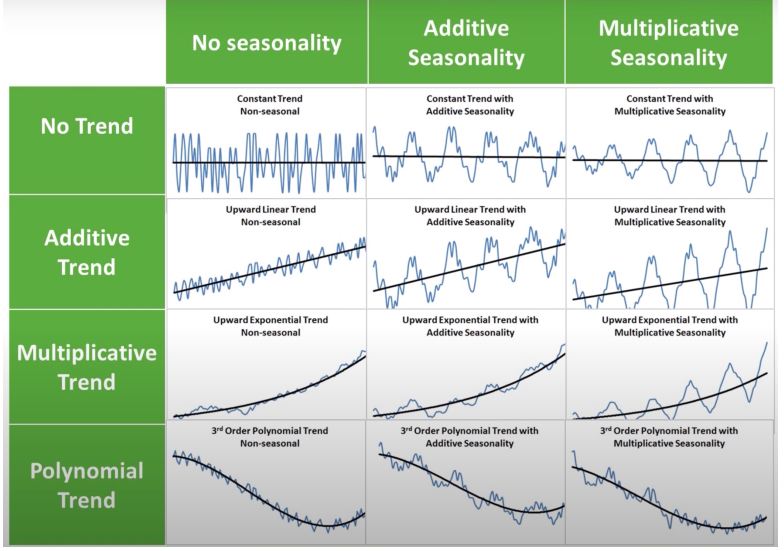 No seasonality
Additive
Seasonality
Multiplicative
Seasonality
No Trend
Constant Trend
Non-seasonal
Constant Trend with
Additive Seasonality
Constant Trend with
Multiplicative Seasonality
Additive
Trend
Upward Linear Trend
Non-seasonal
Upward Linear Trend with
Additive Seasonality
Upward Linear Trend with
Multiplicative Seasonality
Multiplicative
Trend
Upward Exponential Trend
Non-seasonal
Upward Exponential Trend with
Additive Seasonality
Upward Exponential Trend with
Multiplicative Seasonality
Polynomial
Trend
3rd Order Polynomial Trend
Non-seasonal
3rd Order Polynomial Trend with
Additive Seasonality
3rd Order Polynomial Trend with
Multiplicative Seasonality